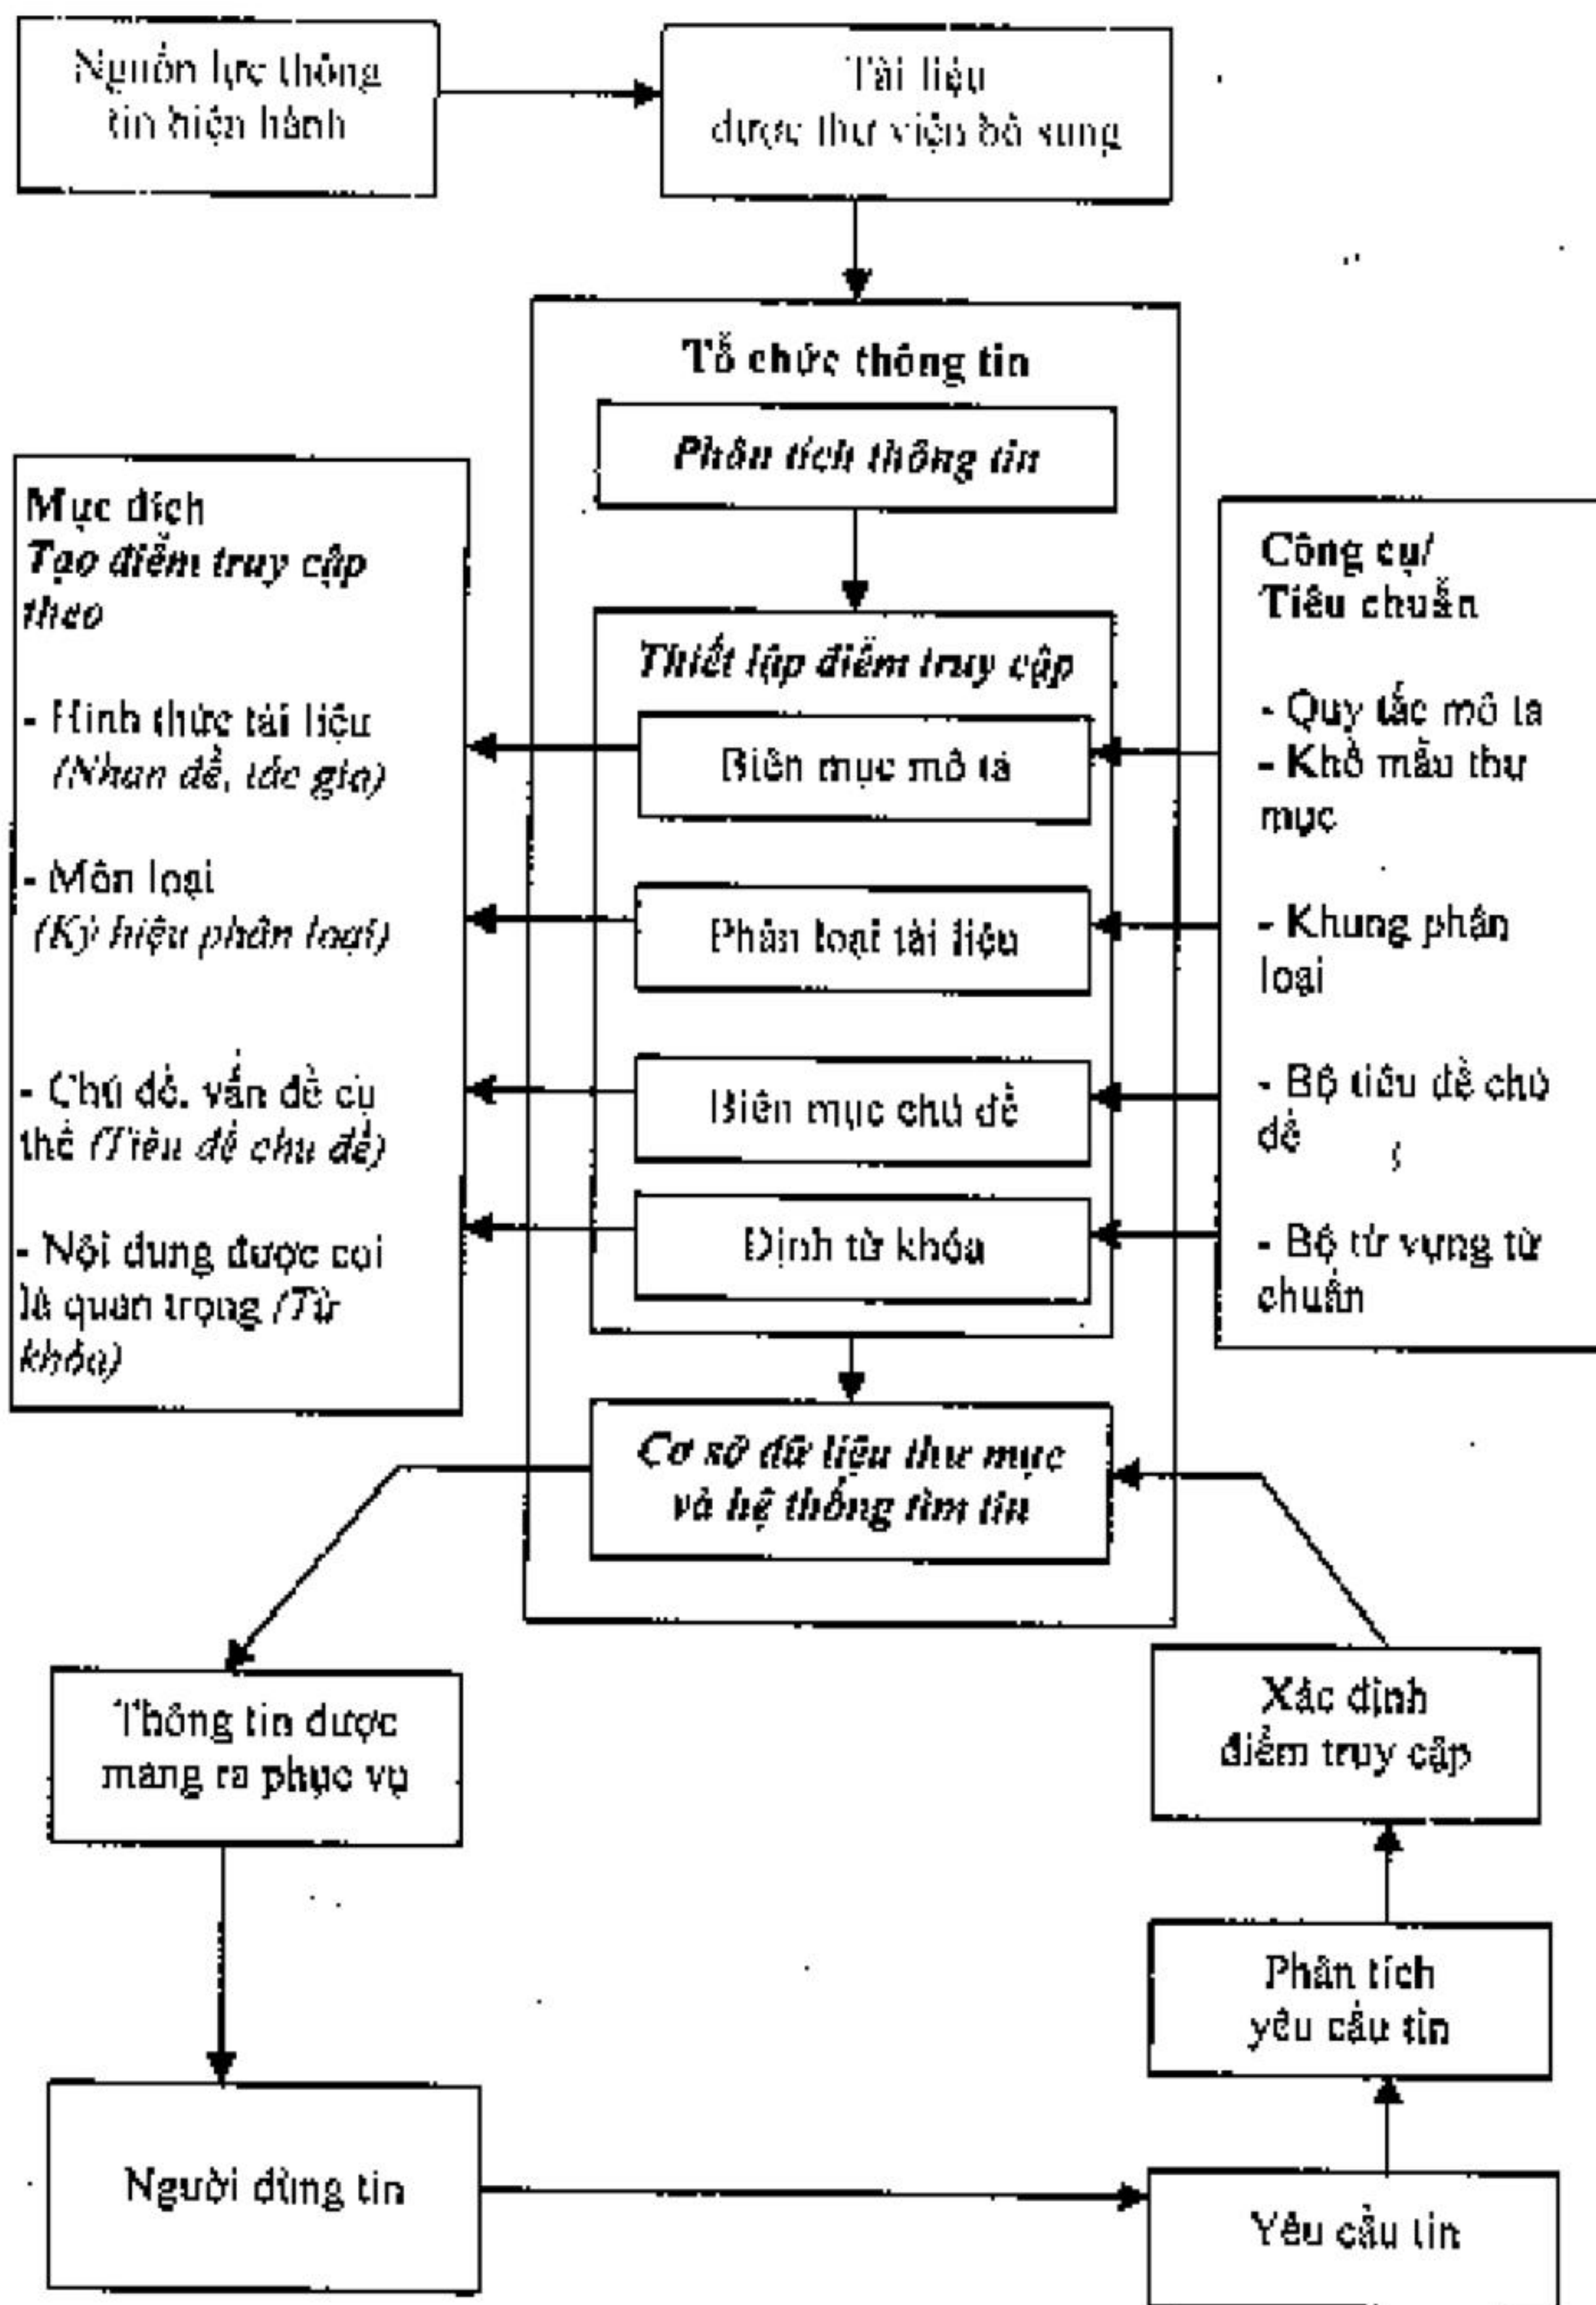 Nguồn lực thông
tin hiện hành
Tài liệu
được thư viện bổ sung
Tổ chức thông tin
Phân tích thông tin
Mục đích
Tạo điểm truy cập
theo
- Hình thức tài liệu
(Nhan đề, tác giả)
- Môn loại
(Ký hiệu phân loại)
- Chủ đề, vấn đề cụ
thể (Tiêu đề chủ đề)
- Nội dung được coi
là quan trọng (Từ
khóa)
Thiết lập điểm truy cập
Biên mục mô tả
Phân loại tài liệu
Biên mục chủ đề
Định từ khóa
Công cụ/
Tiêu chuẩn
- Quy tắc mô tả
- Khổ mẫu thư
mục
- Khung phân
loại
- Bộ tiêu đề chủ
đề
- Bộ từ vựng từ
chuẩn
Cơ sở dữ liệu thư mục
và hệ thống tìm tin
Thông tin được
mang ra phục vụ
Xác định
điểm truy cập
Phân tích
yêu cầu tin
Người dùng tin
Yêu cầu tin